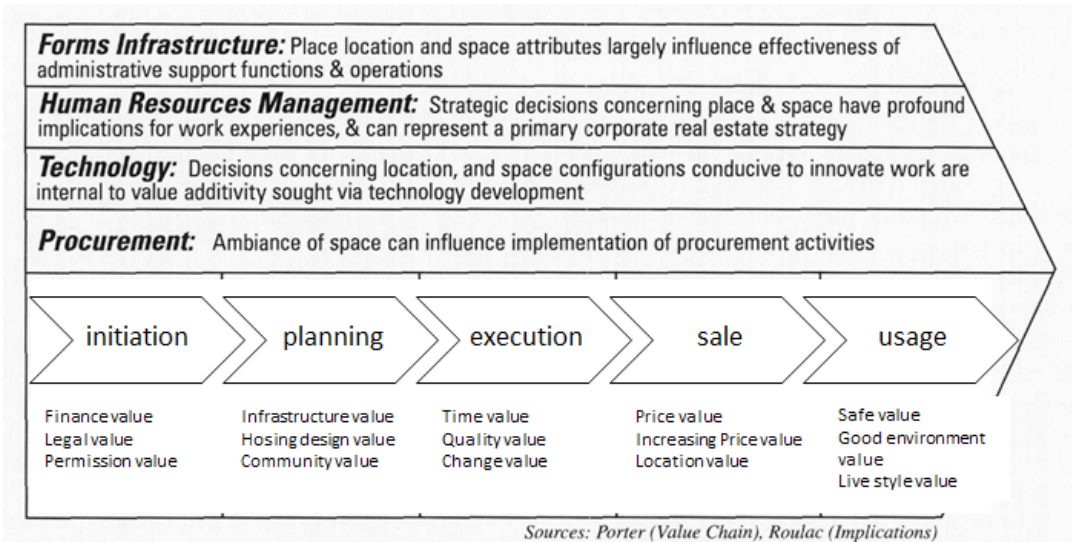 Forms Infrastructure: Place location and space attributes largely influence effectiveness of
administrative support functions & operations
Human Resources Management: Strategic decisions concerning place & space have profound
implications for work experiences, & can represent a primary corporate real estate strategy
Technology: Decisions concerning location, and space configurations conducive to innovate work are
internal to value additivity sought via technology development
Procurement: Ambiance of space can influence implementation of procurement activities
initiation
planning
execution
sale
usage
Finance value
Legal value
Permission value
Infrastructure value
Hosing design value
Community value
Time value
Quality value
Change value
Price value
Increasing Price value
Location value
Safe value
Good environment
value
Live style value
Sources: Porter (Value Chain), Roulac (Implications)